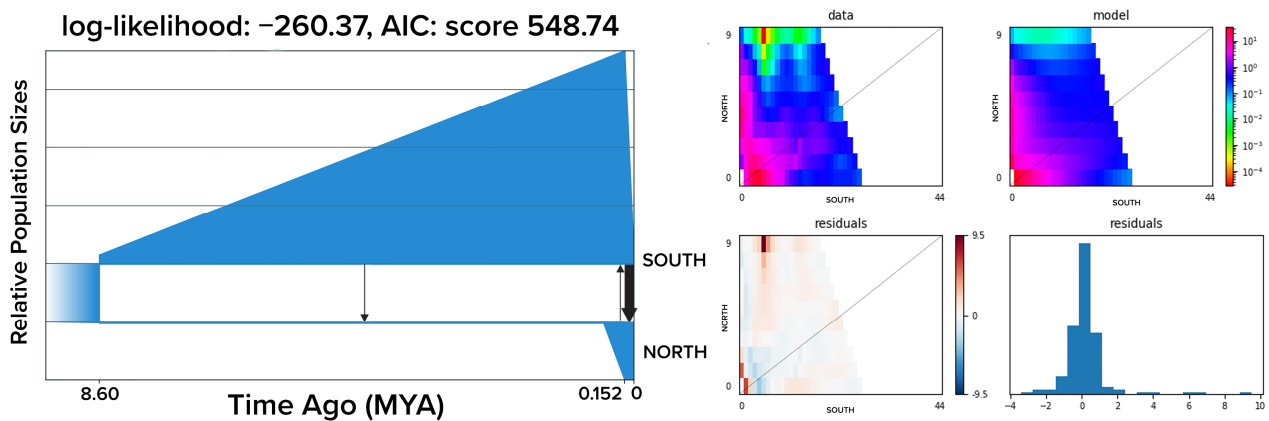 log-likelihood: −260.37, AIC: score 548.74
Relative Population Sizes
SOUTH
NORTH
8.60
0.152 0
Time Ago (MYA)
data
9
NORTH
0
0
SOUTH
44
model
9
NORTH
0
0
SOUTH
44
10¹
10⁰
10⁻¹
10⁻²
10⁻³
10⁻⁴
residuals
9
NCRTH
0
0
SOUTH
44
9.5
0
-9.5
residuals
−4 −2 0 2 4 6 8 10